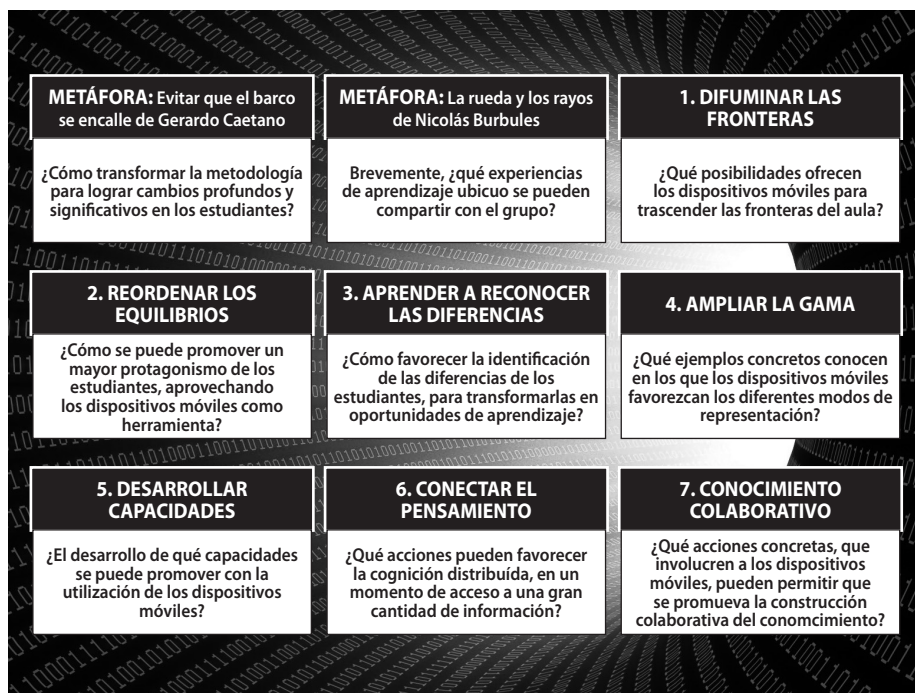 METÁFORA: Evitar que el barco
se encalle de Gerardo Caetano
¿Cómo transformar la metodología
para lograr cambios profundos y
significativos en los estudiantes?
METÁFORA: La rueda y los rayos
de Nicolás Burbules
Brevemente, ¿qué experiencias
de aprendizaje ubicuo se pueden
compartir con el grupo?
1. DIFUMINAR LAS
FRONTERAS
¿Qué posibilidades ofrecen
los dispositivos móviles para
trascender las fronteras del aula?
2. REORDENAR LOS
EQUILIBRIOS
¿Cómo se puede promover un
mayor protagonismo de los
estudiantes, aprovechando
los dispositivos móviles como
herramienta?
3. APRENDER A RECONOCER
LAS DIFERENCIAS
¿Cómo favorecer la identificación
de las diferencias de los
estudiantes, para transformarlas en
oportunidades de aprendizaje?
4. AMPLIAR LA GAMA
¿Qué ejemplos concretos conocen
en los que los dispositivos móviles
favorezcan los diferentes modos de
representación?
5. DESARROLLAR
CAPACIDADES
¿El desarrollo de qué capacidades
se puede promover con la
utilización de los dispositivos
móviles?
6. CONECTAR EL
PENSAMIENTO
¿Qué acciones pueden favorecer
la cognición distribuída, en un
momento de acceso a una gran
cantidad de información?
7. CONOCIMIENTO
COLABORATIVO
¿Qué acciones concretas, que
involucren a los dispositivos
móviles, pueden permitir que
se promueva la construcción
colaborativa del conomcimiento?